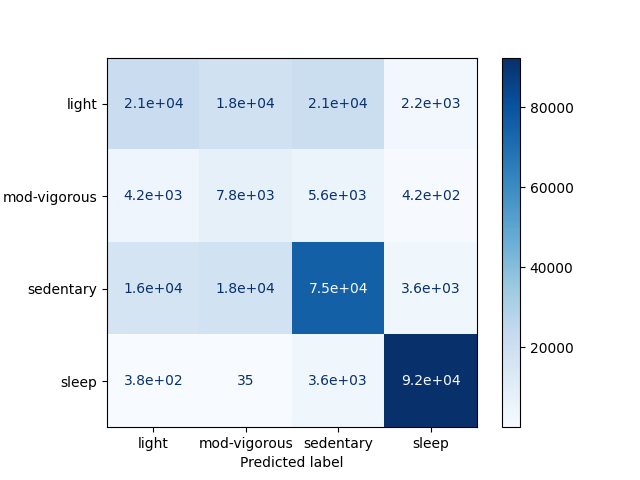 light 2.1e+04 1.8e+04 2.1e+04 2.2e+03
mod-vigorous 4.2e+03 7.8e+03 5.6e+03 4.2e+02
sedentary 1.6e+04 1.8e+04 7.5e+04 3.6e+03
sleep 3.8e+02 35 3.6e+03 9.2e+04
light mod-vigorous sedentary sleep
Predicted label
80000
60000
40000
20000